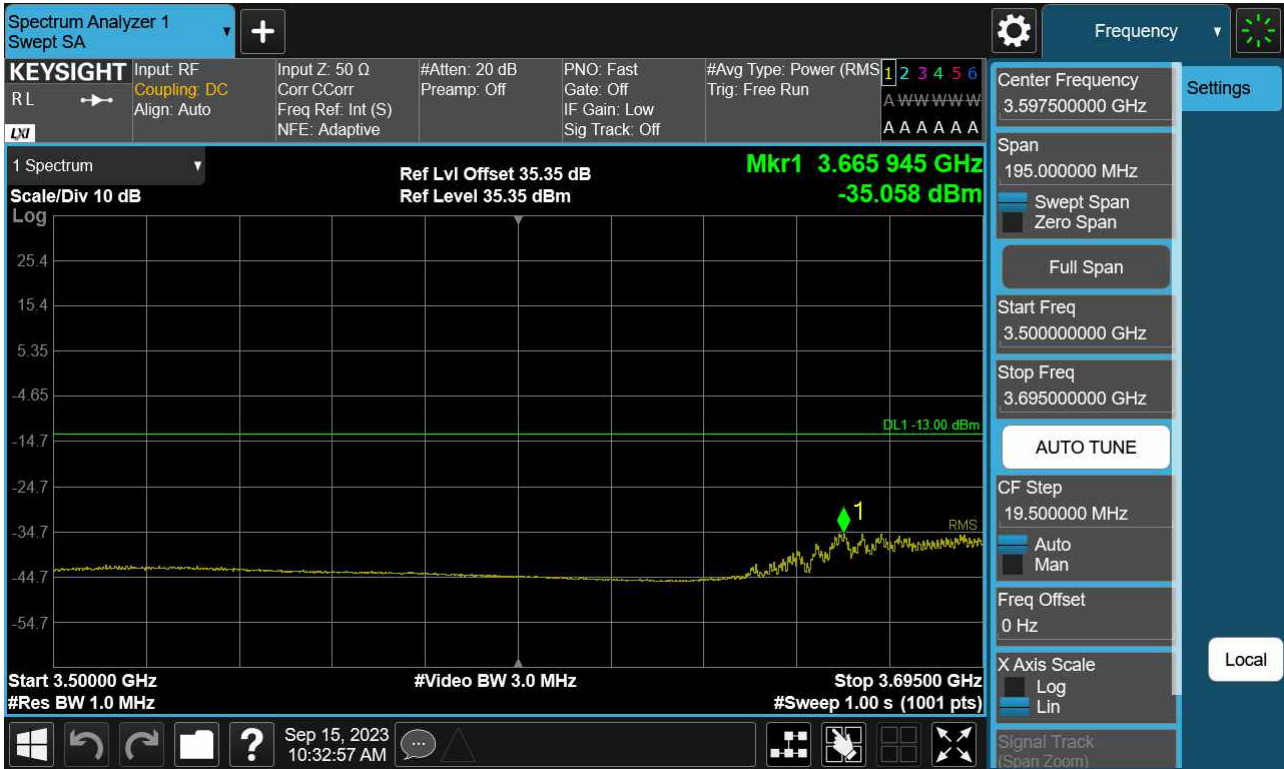 Spectrum Analyzer 1
Swept SA
Frequency
KEYSIGHT
R L
LXI
Input: RF
Coupling: DC
Align: Auto
Input Z: 50 Ω
Corr CCorr
Freq Ref: Int (S)
NFE: Adaptive
#Atten: 20 dB
Preamp: Off
PNO: Fast
Gate: Off
IF Gain: Low
Sig Track: Off
#Avg Type: Power (RMS
Trig: Free Run
1 2 3 4 5 6
A W W W W W
A A A A A A
1 Spectrum
Scale/Div 10 dB
Log
Ref Lvl Offset 35.35 dB
Ref Level 35.35 dBm
Mkr1 3.665 945 GHz
-35.058 dBm
25.4
15.4
5.35
-4.65
-14.7
-24.7
-34.7
-44.7
-54.7
DL1 -13.00 dBm
1
RMS
Start 3.50000 GHz
#Res BW 1.0 MHz
#Video BW 3.0 MHz
Stop 3.69500 GHz
#Sweep 1.00 s (1001 pts)
Center Frequency
3.597500000 GHz
Span
195.000000 MHz
Swept Span
Zero Span
Full Span
Start Freq
3.500000000 GHz
Stop Freq
3.695000000 GHz
AUTO TUNE
CF Step
19.500000 MHz
Auto
Man
Freq Offset
0 Hz
X Axis Scale
Log
Lin
Signal Track
(Span Zoom)
Settings
Local
?
Sep 15, 2023
10:32:57 AM